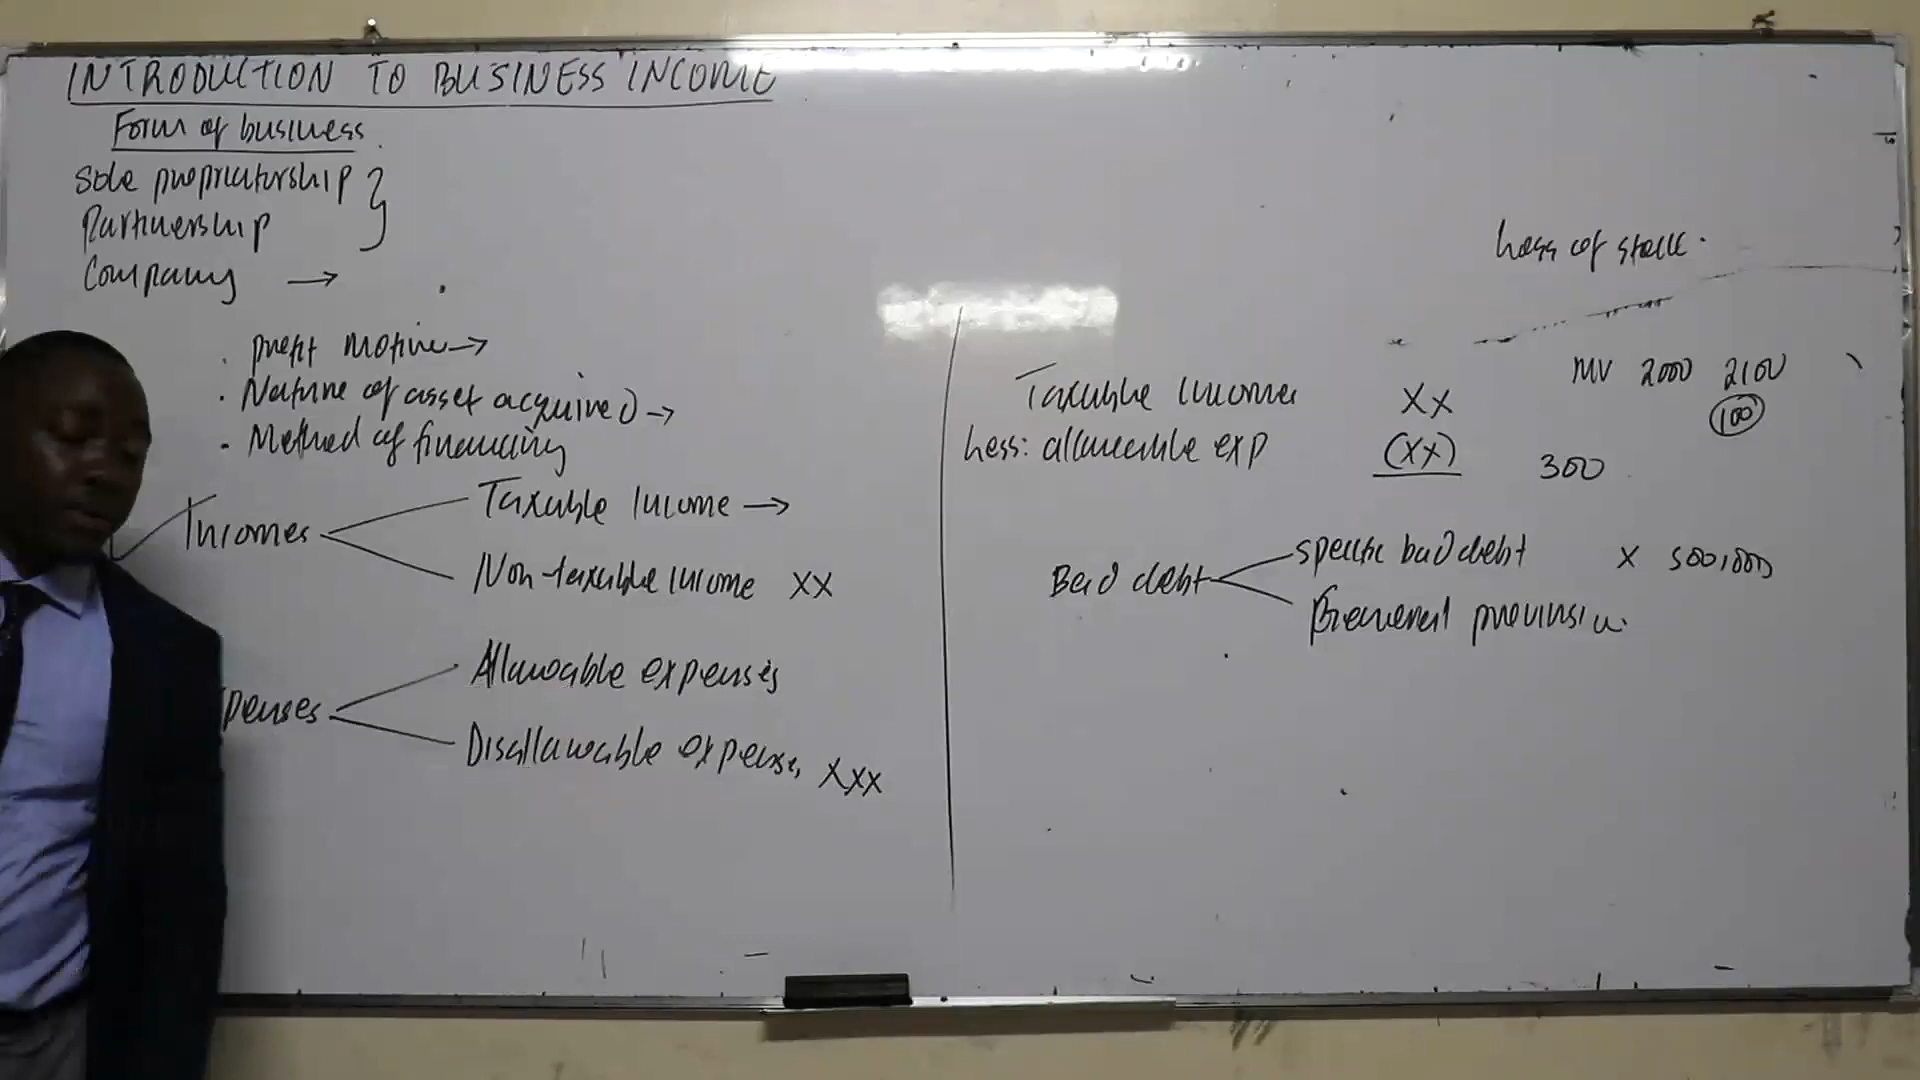 INTRODUCTION TO BUSINESS INCOME
Form of business
Sole proprietorship
Partnership
Company →
. profit motive →
. Nature of asset acquired →
. Method of financing
Incomes
Taxable Income →
Non-taxable income XX
penses
Allowable expenses
Disallowable expenses XXX
Loss of stock.
MV 2000 2100
100
Taxable Income XX
Less: allowable exp (XX) 300
Bad debt
specific bad debt X 500,000
General provision